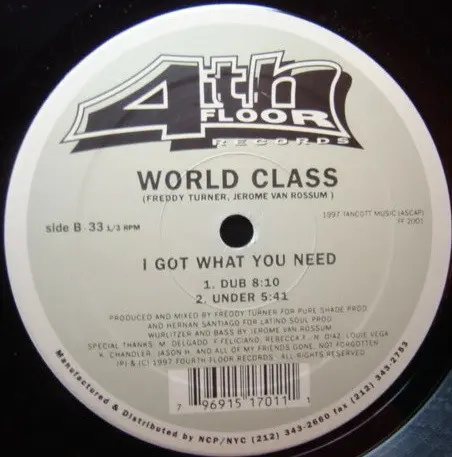 4th
FLOOR
RECORDS
WORLD CLASS
(FREDDY TURNER, JEROME VAN ROSSUM )
side B - 33 1/3 RPM
1997 TANCOTT MUSIC (ASCAP)
FF 2001
I GOT WHAT YOU NEED
1. DUB 8:10
2. UNDER 5:41
PRODUCED AND MIXED BY FREDDY TURNER FOR PURE SHADE PROD.
AND HERNAN SANTIAGO FOR LATINO SOUL PROD.
WURLITZER AND BASS BY JEROME VAN ROSSUM
SPECIAL THANKS: M. DELGADO, Y FELICIANO, REBECCA F., N. DIAZ, LOUIE VEGA
K. CHANDLER, JASON H. AND ALL OF MY FRIENDS GONE, NOT FORGOTTEN
(P) & (C) 1997 FOURTH FLOOR RECORDS . ALL RIGHTS RESERVED
7 96915 17011 1
Manufactured & Distributed by NCP/NYC (212) 343-2660 fax (212) 343-2753